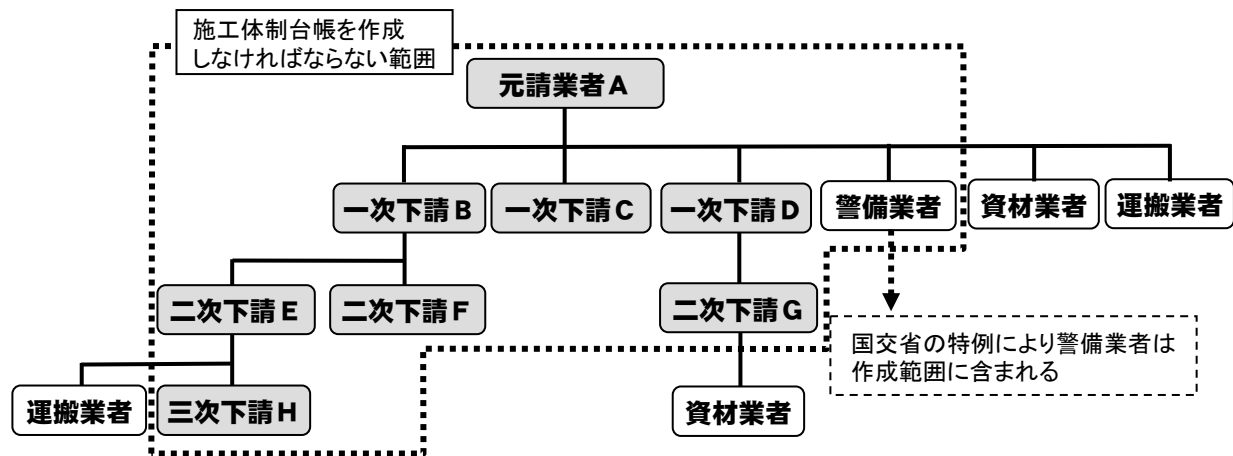 施工体制台帳を作成
しなければならない範囲
元請業者A
一次下請B
一次下請C
一次下請D
警備業者
資材業者
運搬業者
二次下請E
二次下請F
二次下請G
国交省の特例により警備業者は
作成範囲に含まれる
運搬業者
三次下請H
資材業者